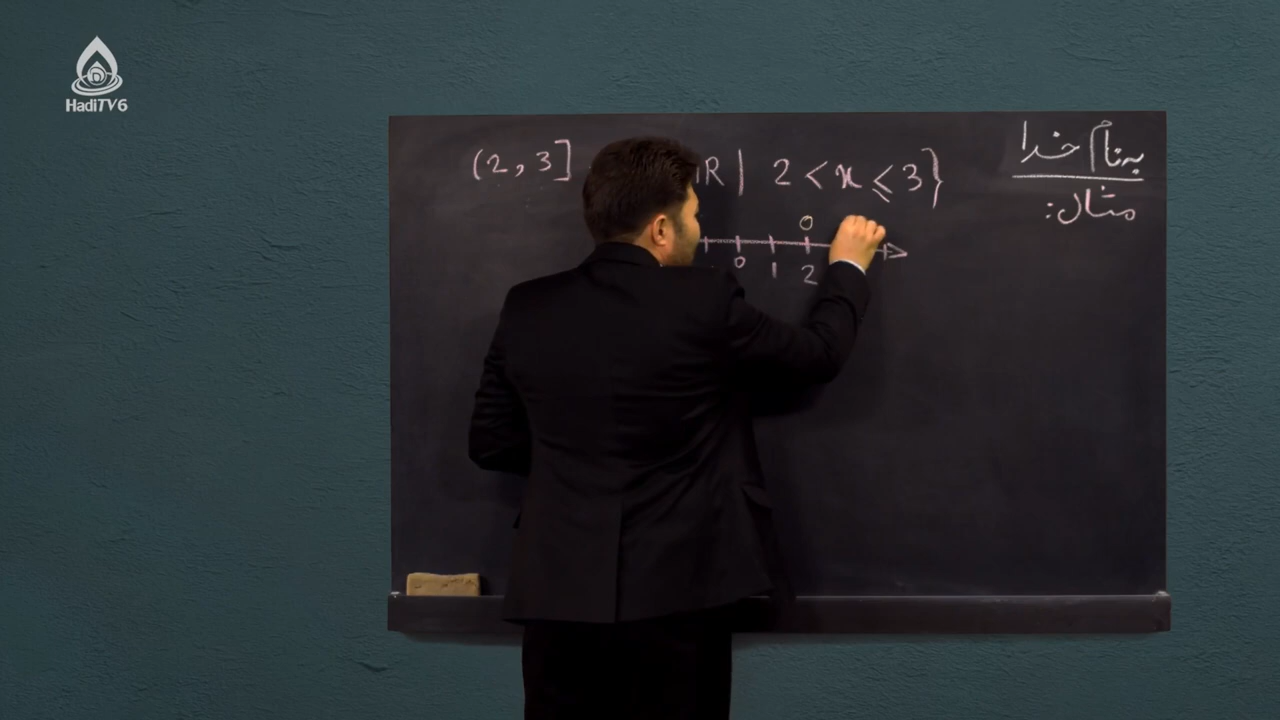 HadiTV6
به نام خدا
مثال:
(2, 3] IR | 2 < x ≤ 3}
0
0 1 2